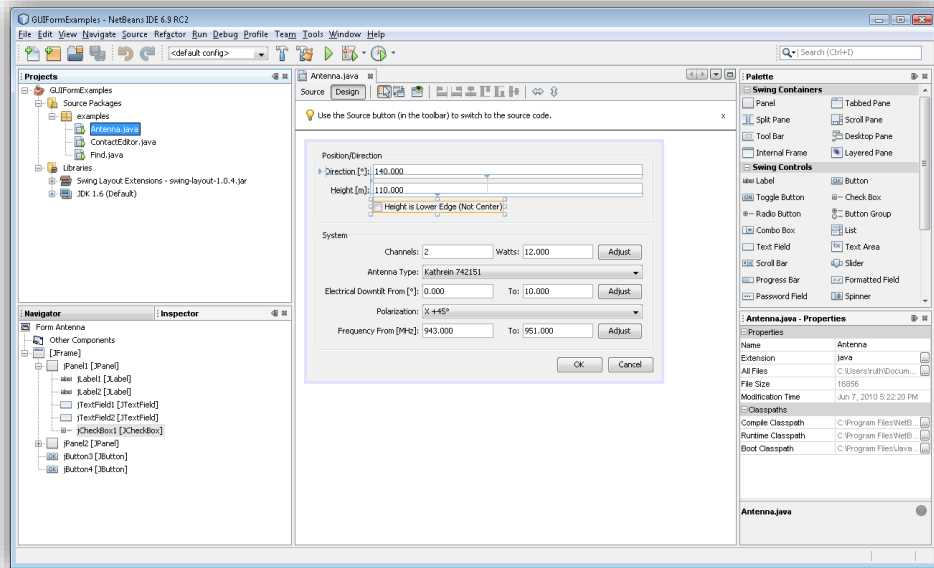 GUIFormExamples - NetBeans IDE 6.9 RC2
File Edit View Navigate Source Refactor Run Debug Profile Team Tools Window Help
<default config>
Search (Ctrl+I)
Projects
GUIFormExamples
Source Packages
examples
Antenna.java
ContactEditor.java
Find.java
Libraries
Swing Layout Extensions - swing-layout-1.0.4.jar
JDK 1.6 (Default)
Navigator Inspector
Form Antenna
Other Components
[JFrame]
jPanel1 [JPanel]
label jLabel1 [JLabel]
label jLabel2 [JLabel]
jTextField1 [JTextField]
jTextField2 [JTextField]
jCheckBox1 [JCheckBox]
jPanel2 [JPanel]
OK jButton3 [JButton]
OK jButton4 [JButton]
Antenna.java
Source Design
Use the Source button (in the toolbar) to switch to the source code. x
Position/Direction
Direction [°]: 140.000
Height [m]: 110.000
Height is Lower Edge (Not Center)
System
Channels: 2 Watts: 12.000 Adjust
Antenna Type: Kathrein 742151
Electrical Downtilt From [°]: 0.000 To: 10.000 Adjust
Polarization: X +45°
Frequency From [MHz]: 943.000 To: 951.000 Adjust
OK Cancel
Palette
Swing Containers
Panel Tabbed Pane
Split Pane Scroll Pane
Tool Bar Desktop Pane
Internal Frame Layered Pane
Swing Controls
label Label OK Button
ON Toggle Button Check Box
Radio Button Button Group
Combo Box List
Text Field Text Area
Scroll Bar Slider
Progress Bar Formatted Field
Password Field Spinner
Antenna.java - Properties
Properties
Name Antenna
Extension java
All Files C:\Users\ruth\Docum...
File Size 16856
Modification Time Jun 7, 2010 5:22:20 PM
Classpaths
Compile Classpath C:\Program Files\NetB...
Runtime Classpath C:\Program Files\NetB...
Boot Classpath C:\Program Files\Java...
Antenna.java